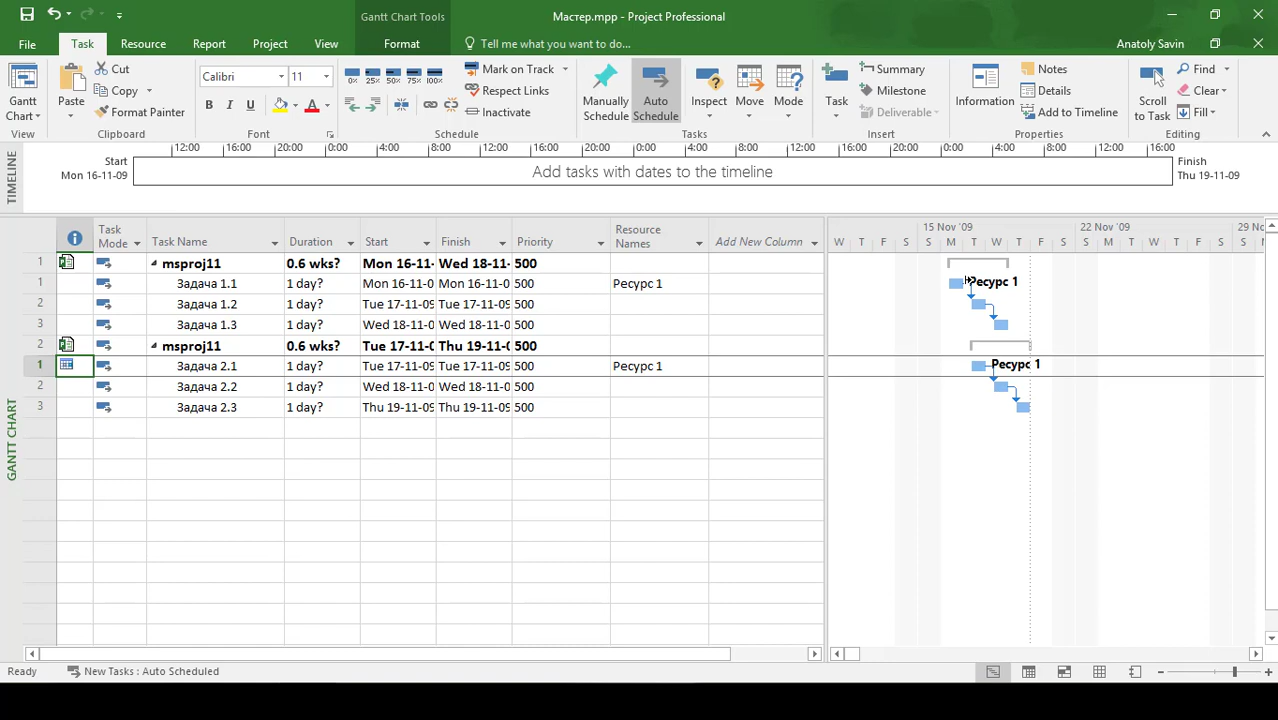 Gantt Chart Tools
Мастер.mpp - Project Professional
File Task Resource Report Project View Format Tell me what you want to do... Anatoly Savin
Gantt Chart
View
Paste
Cut
Copy
Format Painter
Clipboard
Calibri 11
B I U A
Font
0% 25% 50% 75% 100%
Mark on Track
Respect Links
Inactivate
Schedule
Manually Schedule
Auto Schedule
Inspect
Move
Mode
Tasks
Task
Summary
Milestone
Deliverable
Insert
Information
Notes
Details
Add to Timeline
Properties
Scroll to Task
Find
Clear
Fill
Editing
TIMELINE
12:00 16:00 20:00 0:00 4:00 8:00 12:00 16:00 20:00 0:00 4:00 8:00 12:00 16:00 20:00 0:00 4:00 8:00 12:00 16:00
Start
Mon 16-11-09
Add tasks with dates to the timeline
Finish
Thu 19-11-09
GANTT CHART
Task Mode Task Name Duration Start Finish Priority Resource Names Add New Column
15 Nov '09 22 Nov '09 29 No
W T F S S M T W T F S S M T W T F S S M
1 msproj11 0.6 wks? Mon 16-11- Wed 18-11- 500
1 Задача 1.1 1 day? Mon 16-11-0 Mon 16-11-0 500 Ресурс 1
Ресурс 1
2 Задача 1.2 1 day? Tue 17-11-0 Tue 17-11-0 500
3 Задача 1.3 1 day? Wed 18-11-0 Wed 18-11-0 500
2 msproj11 0.6 wks? Tue 17-11- Thu 19-11- 500
1 Задача 2.1 1 day? Tue 17-11-0 Tue 17-11-0 500 Ресурс 1
Ресурс 1
2 Задача 2.2 1 day? Wed 18-11-0 Wed 18-11-0 500
3 Задача 2.3 1 day? Thu 19-11-09 Thu 19-11-09 500
Ready New Tasks : Auto Scheduled